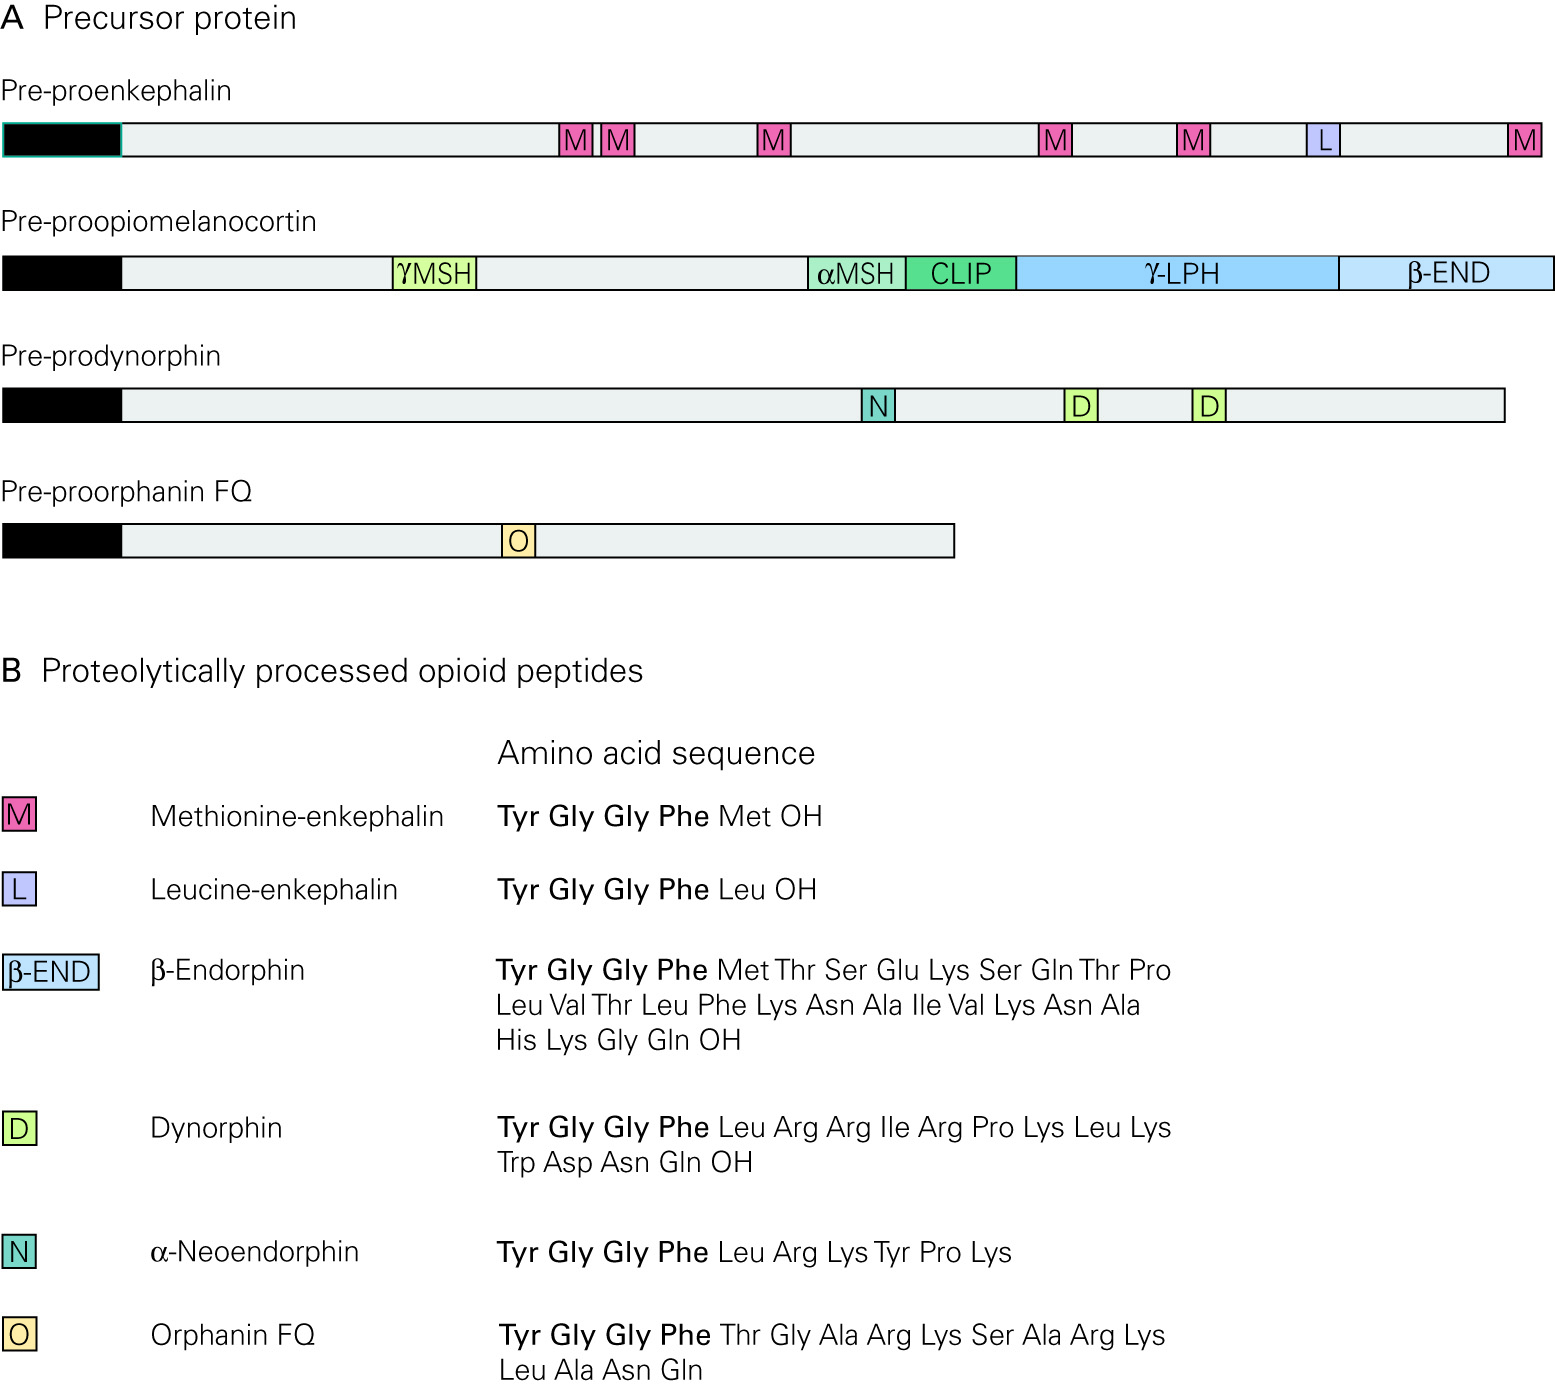 A Precursor protein
Pre-proenkephalin
M M M M M L M
Pre-proopiomelanocortin
γMSH αMSH CLIP γ-LPH β-END
Pre-prodynorphin
N D D
Pre-proorphanin FQ
O
B Proteolytically processed opioid peptides
Amino acid sequence
M Methionine-enkephalin Tyr Gly Gly Phe Met OH
L Leucine-enkephalin Tyr Gly Gly Phe Leu OH
β-END β-Endorphin Tyr Gly Gly Phe Met Thr Ser Glu Lys Ser Gln Thr Pro
Leu Val Thr Leu Phe Lys Asn Ala Ile Val Lys Asn Ala
His Lys Gly Gln OH
D Dynorphin Tyr Gly Gly Phe Leu Arg Arg Ile Arg Pro Lys Leu Lys
Trp Asp Asn Gln OH
N α-Neoendorphin Tyr Gly Gly Phe Leu Arg Lys Tyr Pro Lys
O Orphanin FQ Tyr Gly Gly Phe Thr Gly Ala Arg Lys Ser Ala Arg Lys
Leu Ala Asn Gln